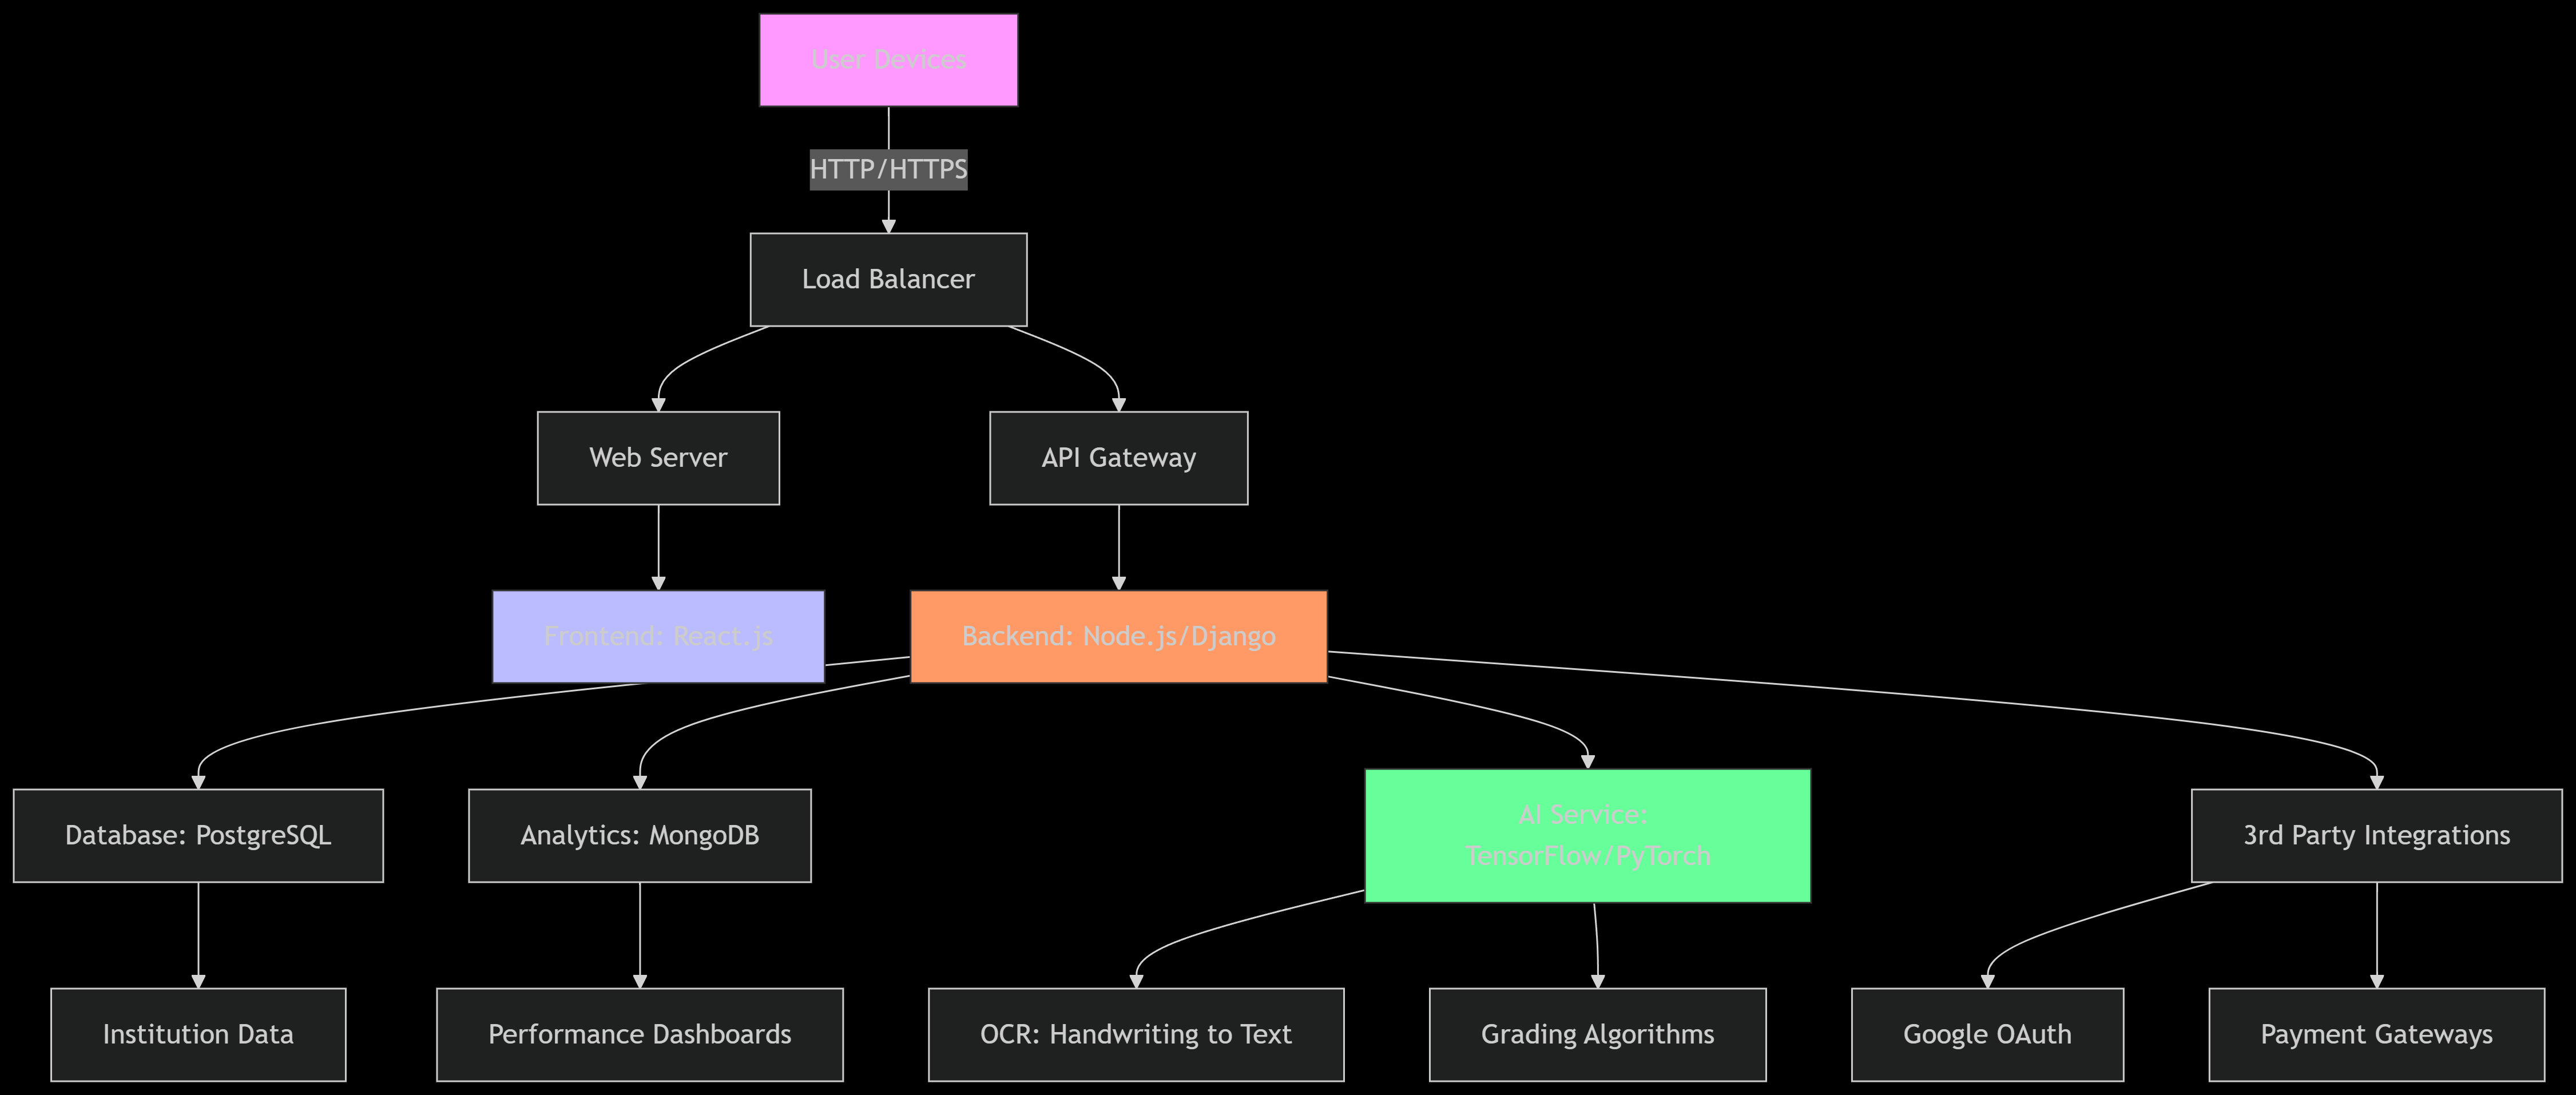 User Devices
HTTP/HTTPS
Load Balancer
Web Server
API Gateway
Frontend: React.js
Backend: Node.js/Django
Database: PostgreSQL
Analytics: MongoDB
AI Service:
TensorFlow/PyTorch
3rd Party Integrations
Institution Data
Performance Dashboards
OCR: Handwriting to Text
Grading Algorithms
Google OAuth
Payment Gateways